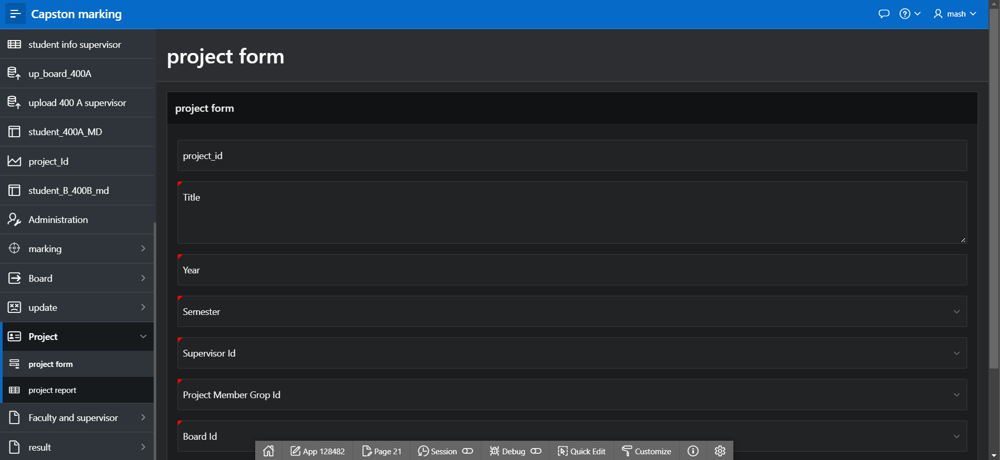 Capston marking
mash
student info supervisor
up_board_400A
upload 400 A supervisor
student_400A_MD
project_Id
student_B_400B_md
Administration
marking
Board
update
Project
project form
project report
Faculty and supervisor
result
project form
project form
project_id
Title
Year
Semester
Supervisor Id
Project Member Grop Id
Board Id
App 128482
Page 21
Session
Debug
Quick Edit
Customize